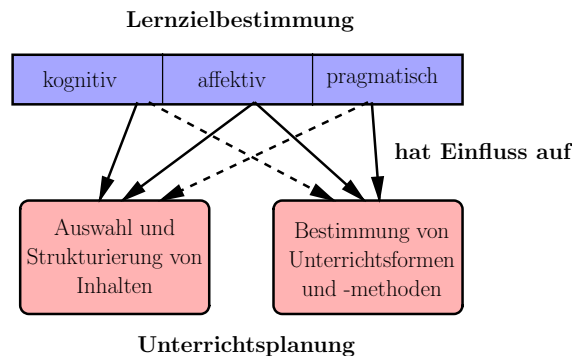 Lernzielbestimmung
kognitiv affektiv pragmatisch
hat Einfluss auf
Auswahl und
Strukturierung von
Inhalten
Bestimmung von
Unterrichtsformen
und -methoden
Unterrichtsplanung